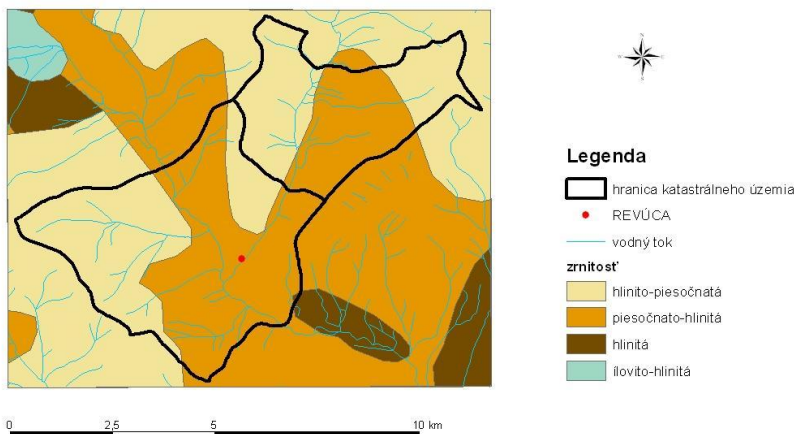 Legenda
hranica katastrálneho územia
REVÚCA
vodný tok
zrnitosť
hlinito-piesočnatá
piesočnato-hlinitá
hlinitá
ílovito-hlinitá
0 2,5 5 10 km